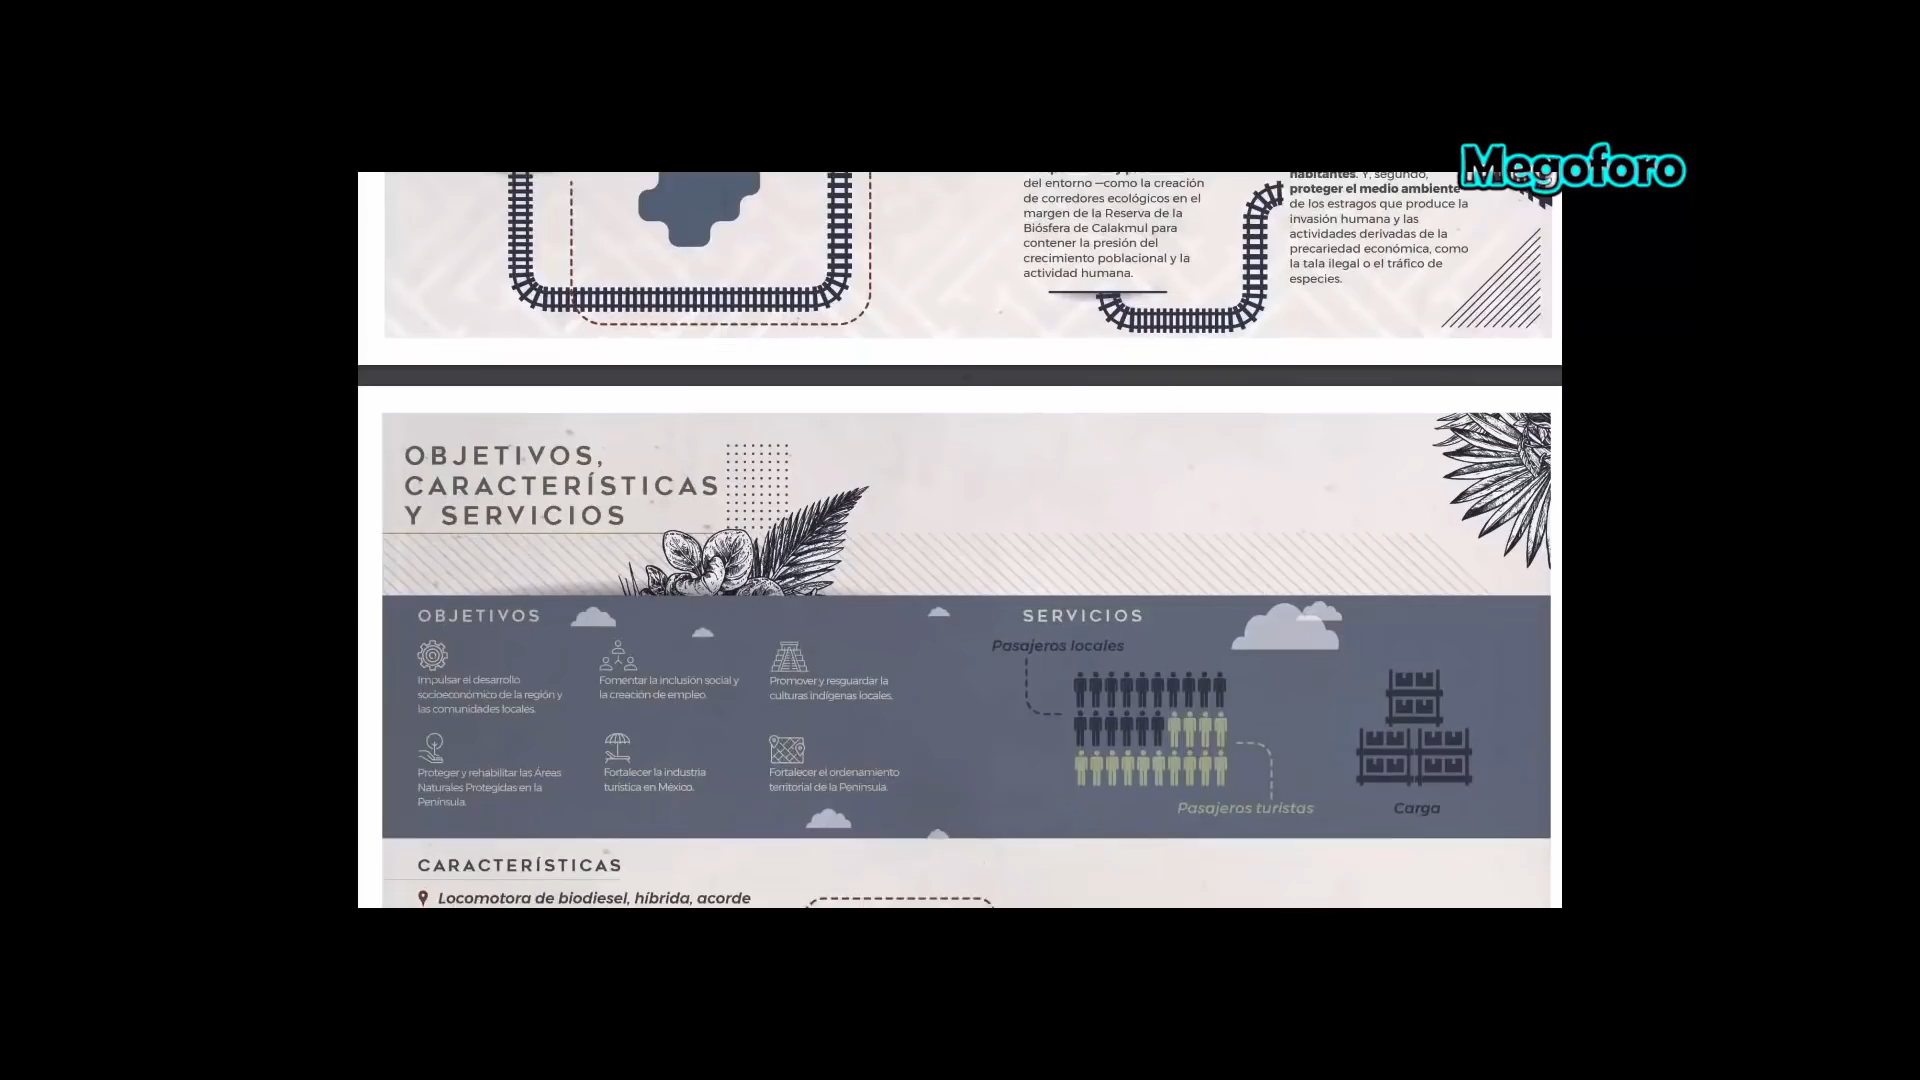 Megoforo
del entorno —como la creación
de corredores ecológicos en el
margen de la Reserva de la
Biósfera de Calakmul para
contener la presión del
crecimiento poblacional y la
actividad humana.
habitantes. Y, segundo,
proteger el medio ambiente
de los estragos que produce la
invasión humana y las
actividades derivadas de la
precariedad económica, como
la tala ilegal o el tráfico de
especies.
OBJETIVOS,
CARACTERÍSTICAS
Y SERVICIOS
OBJETIVOS
Impulsar el desarrollo
socioeconómico de la región y
las comunidades locales.
Fomentar la inclusión social y
la creación de empleo.
Promover y resguardar la
culturas indígenas locales.
Proteger y rehabilitar las Áreas
Naturales Protegidas en la
Península.
Fortalecer la industria
turística en México.
Fortalecer el ordenamiento
territorial de la Península.
SERVICIOS
Pasajeros locales
Pasajeros turistas
Carga
CARACTERÍSTICAS
Locomotora de biodiesel, híbrida, acorde